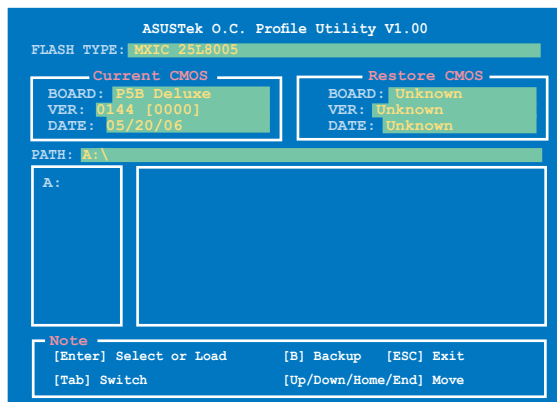 ASUSTek O.C. Profile Utility V1.00
FLASH TYPE: MXIC 25L8005
Current CMOS
BOARD: P5B Deluxe
VER: 0144 [0000]
DATE: 05/20/06
Restore CMOS
BOARD: Unknown
VER: Unknown
DATE: Unknown
PATH: A:\
A:
Note
[Enter] Select or Load [B] Backup [ESC] Exit
[Tab] Switch [Up/Down/Home/End] Move